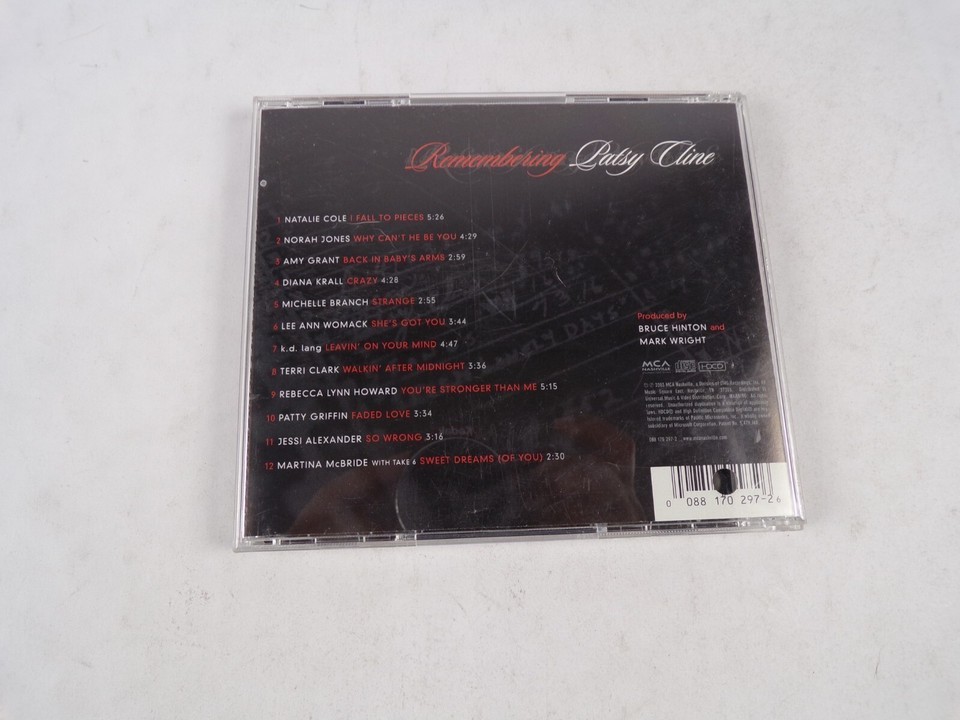 Remembering Patsy Cline
1 NATALIE COLE I FALL TO PIECES 5:26
2 NORAH JONES WHY CAN'T HE BE YOU 4:29
3 AMY GRANT BACK IN BABY'S ARMS 2:59
4 DIANA KRALL CRAZY 4:28
5 MICHELLE BRANCH STRANGE 2:55
6 LEE ANN WOMACK SHE'S GOT YOU 3:44
7 k.d. lang LEAVIN' ON YOUR MIND 4:47
8 TERRI CLARK WALKIN' AFTER MIDNIGHT 3:36
9 REBECCA LYNN HOWARD YOU'RE STRONGER THAN ME 5:15
10 PATTY GRIFFIN FADED LOVE 3:34
11 JESSI ALEXANDER SO WRONG 3:16
12 MARTINA McBRIDE WITH TAKE 6 SWEET DREAMS (OF YOU) 2:30
Produced by
BRUCE HINTON and
MARK WRIGHT
MCA
NASHVILLE
HDCD
088 170 297-2
0 088 170 297-2 6